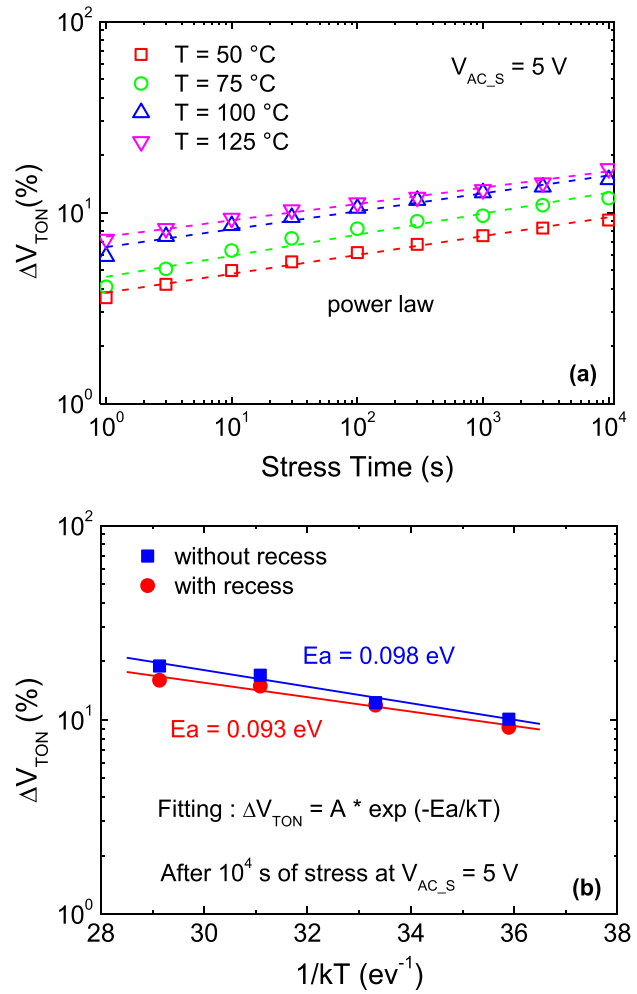 10²
T = 50 °C
T = 75 °C
T = 100 °C
T = 125 °C
V_AC_S = 5 V
10¹
ΔV_TON (%)
power law
(a)
10⁰
10⁰ 10¹ 10² 10³ 10⁴
Stress Time (s)
10²
without recess
with recess
Ea = 0.098 eV
10¹
Ea = 0.093 eV
ΔV_TON (%)
Fitting : ΔV_TON = A * exp (-Ea/kT)
After 10⁴ s of stress at V_AC_S = 5 V
(b)
10⁰
28 30 32 34 36 38
1/kT (ev⁻¹)